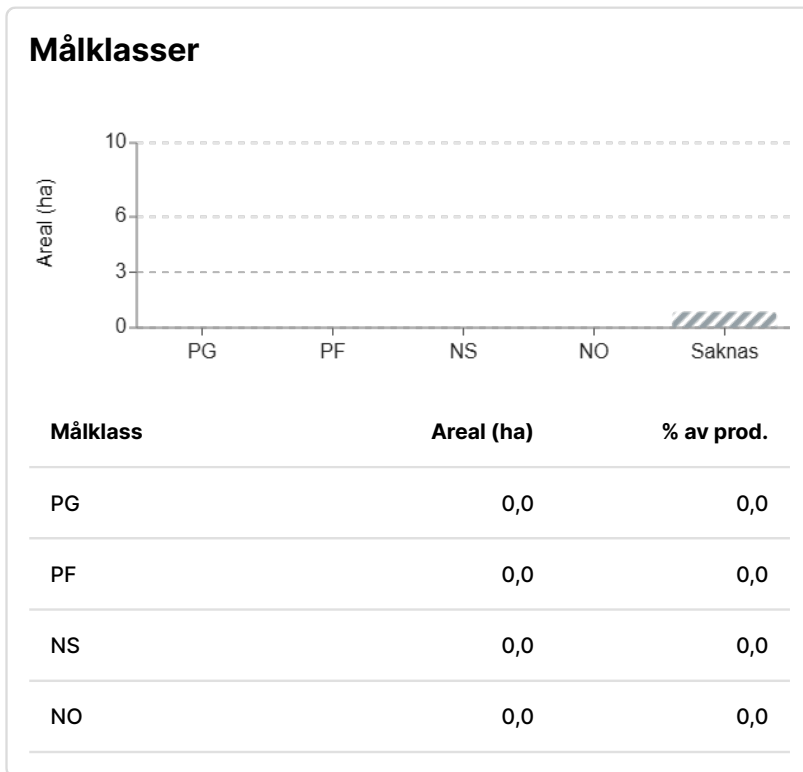 Målklasser
Areal (ha)
10
6
3
0
PG PF NS NO Saknas
Målklass Areal (ha) % av prod.
PG 0,0 0,0
PF 0,0 0,0
NS 0,0 0,0
NO 0,0 0,0